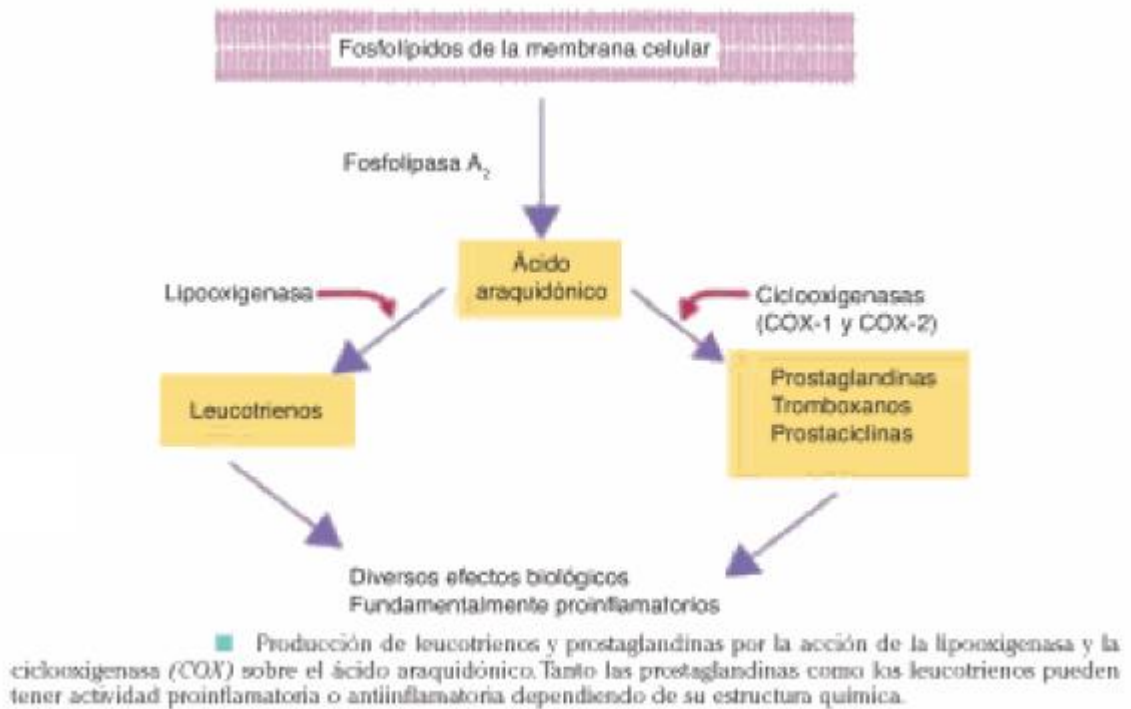 Fosfolípidos de la membrana celular
Fosfolipasa A₂
Ácido
araquidónico
Lipooxigenasa
Ciclooxigenasas
(COX-1 y COX-2)
Leucotrienos
Prostaglandinas
Tromboxanos
Prostaciclinas
Diversos efectos biológicos
Fundamentalmente proinflamatorios
Producción de leucotrienos y prostaglandinas por la acción de la lipooxigenasa y la
ciclooxigenasa (COX) sobre el ácido araquidónico. Tanto las prostaglandinas como los leucotrienos pueden
tener actividad proinflamatoria o antiinflamatoria dependiendo de su estructura química.